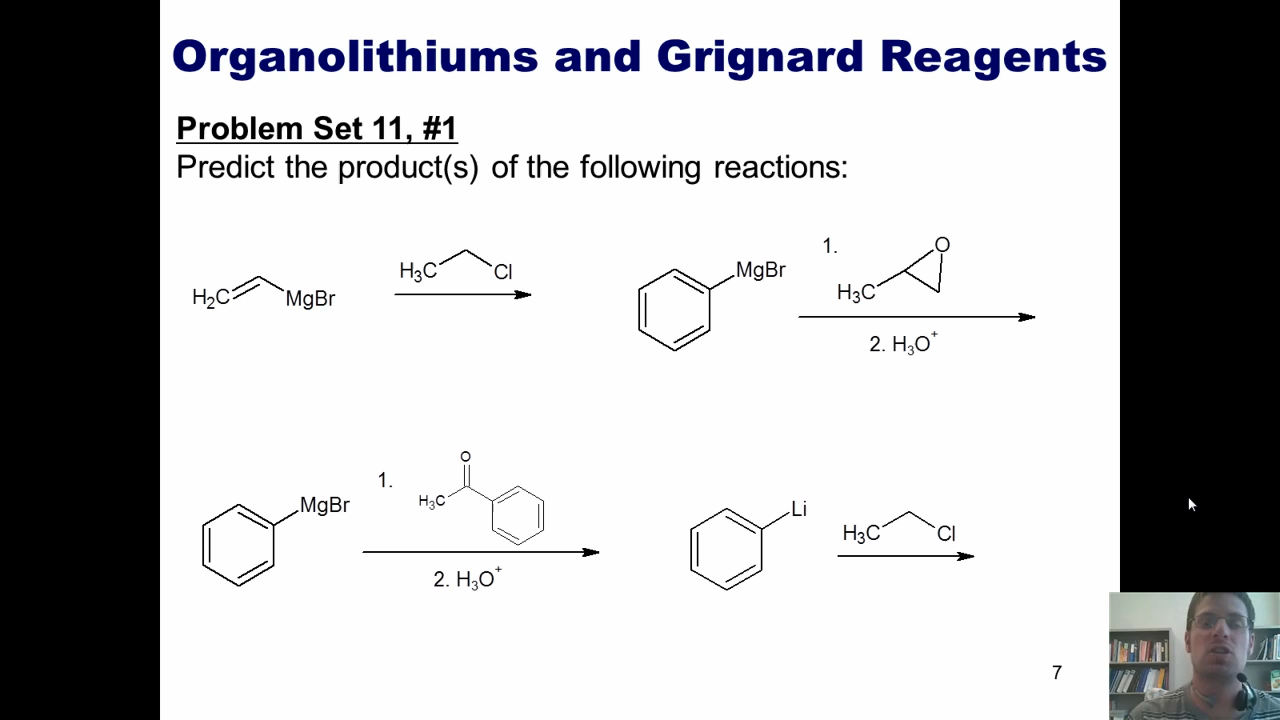 Organolithiums and Grignard Reagents
Problem Set 11, #1
Predict the product(s) of the following reactions:
H₂C
MgBr
H₃C
Cl
MgBr
1.
O
H₃C
2. H₃O⁺
MgBr
1.
O
H₃C
2. H₃O⁺
Li
H₃C
Cl
7